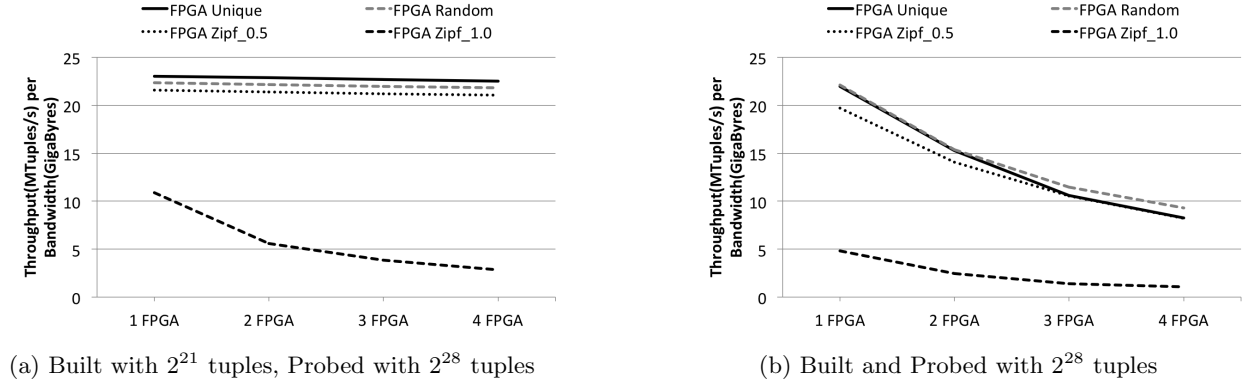 FPGA Unique FPGA Random
FPGA Zipf_0.5 FPGA Zipf_1.0
Throughput(MTuples/s) per
Bandwidth(GigaByres)
25
20
15
10
5
0
1 FPGA 2 FPGA 3 FPGA 4 FPGA
(a) Built with 2^21 tuples, Probed with 2^28 tuples
FPGA Unique FPGA Random
FPGA Zipf_0.5 FPGA Zipf_1.0
Throughput(MTuples/s) per
Bandwidth(GigaByres)
25
20
15
10
5
0
1 FPGA 2 FPGA 3 FPGA 4 FPGA
(b) Built and Probed with 2^28 tuples